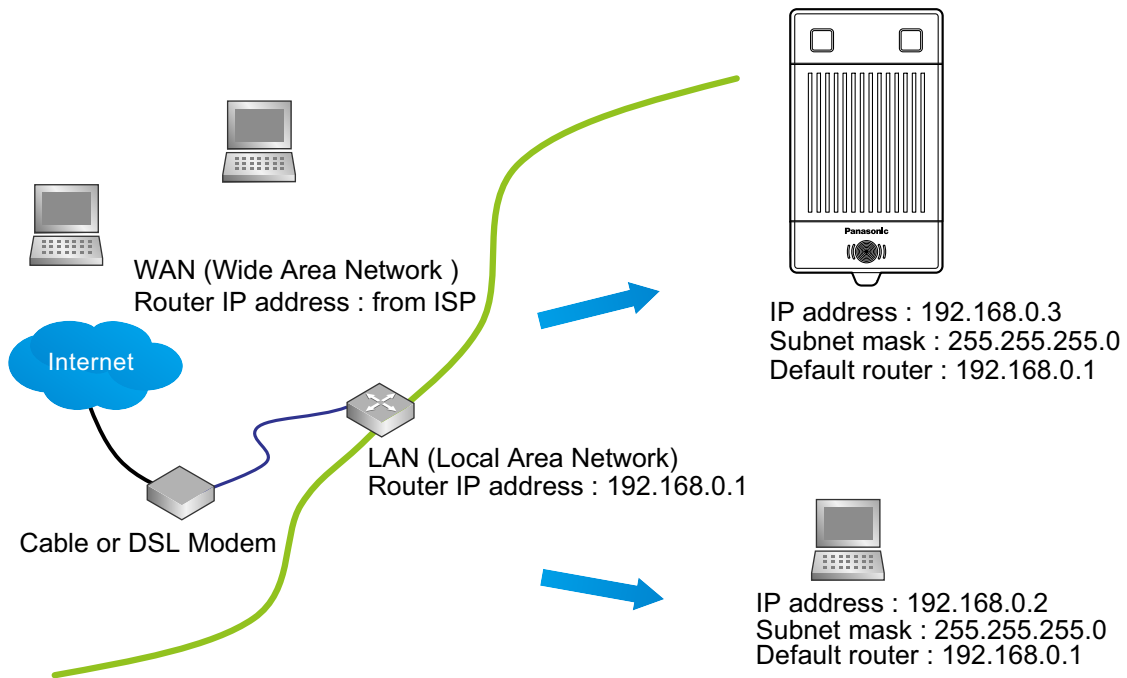 Panasonic
WAN (Wide Area Network )
Router IP address : from ISP
IP address : 192.168.0.3
Subnet mask : 255.255.255.0
Default router : 192.168.0.1
Internet
LAN (Local Area Network)
Router IP address : 192.168.0.1
Cable or DSL Modem
IP address : 192.168.0.2
Subnet mask : 255.255.255.0
Default router : 192.168.0.1